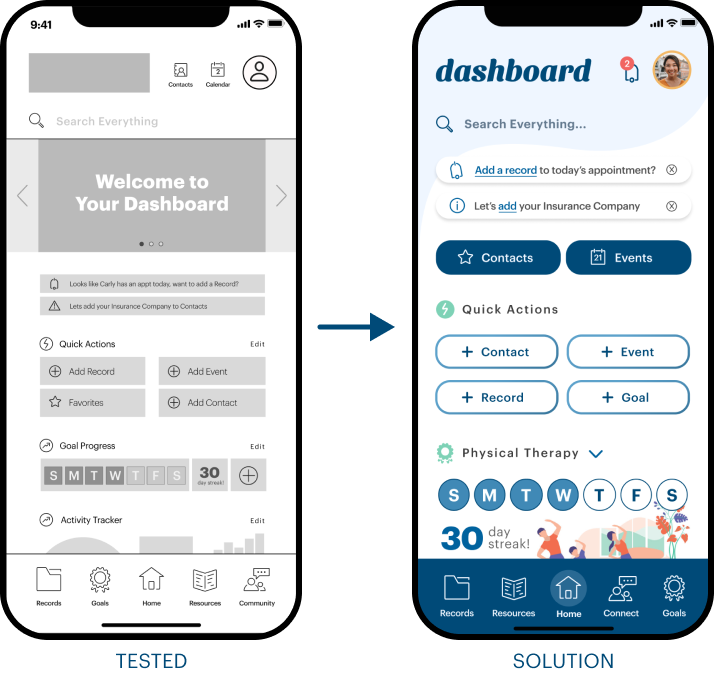 9:41
Contacts
2
Calendar
Search Everything
Welcome to
Your Dashboard
Looks like Carly has an appt today, want to add a Record?
Lets add your Insurance Company to Contacts
Quick Actions Edit
Add Record Add Event
Favorites Add Contact
Goal Progress Edit
S M T W T F S
30
day streak!
Activity Tracker Edit
Records Goals Home Resources Community
TESTED
dashboard
2
Search Everything...
Add a record to today's appointment?
Let's add your Insurance Company
Contacts 21 Events
Quick Actions
+ Contact + Event
+ Record + Goal
Physical Therapy
S M T W T F S
30 day
streak!
Records Resources Home Connect Goals
SOLUTION